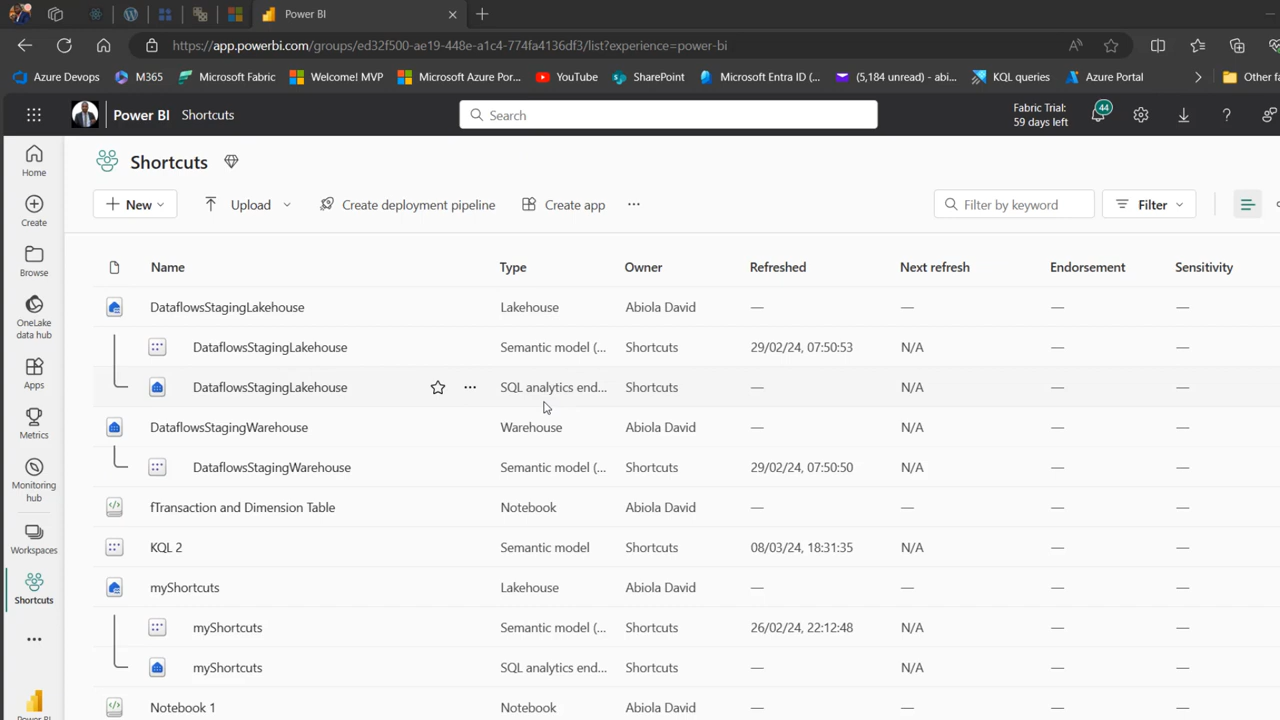 Power BI
https://app.powerbi.com/groups/ed32f500-ae19-448e-a1c4-774fa4136df3/list?experience=power-bi
Azure Devops
M365
Microsoft Fabric
Welcome! MVP
Microsoft Azure Por...
YouTube
SharePoint
Microsoft Entra ID (...
(5,184 unread) - abi...
KQL queries
Azure Portal
Other fa
Power BI Shortcuts
Search
Fabric Trial:
59 days left
44
Home
Create
Browse
OneLake
data hub
Apps
Metrics
Monitoring
hub
Workspaces
Shortcuts
Power BI
Shortcuts
New
Upload
Create deployment pipeline
Create app
Filter by keyword
Filter
Name Type Owner Refreshed Next refresh Endorsement Sensitivity
DataflowsStagingLakehouse Lakehouse Abiola David — — — —
DataflowsStagingLakehouse Semantic model (... Shortcuts 29/02/24, 07:50:53 N/A — —
DataflowsStagingLakehouse SQL analytics end... Shortcuts — N/A — —
DataflowsStagingWarehouse Warehouse Abiola David — N/A — —
DataflowsStagingWarehouse Semantic model (... Shortcuts 29/02/24, 07:50:50 N/A — —
fTransaction and Dimension Table Notebook Abiola David — — — —
KQL 2 Semantic model Shortcuts 08/03/24, 18:31:35 N/A — —
myShortcuts Lakehouse Abiola David — — — —
myShortcuts Semantic model (... Shortcuts 26/02/24, 22:12:48 N/A — —
myShortcuts SQL analytics end... Shortcuts — N/A — —
Notebook 1 Notebook Abiola David — — — —